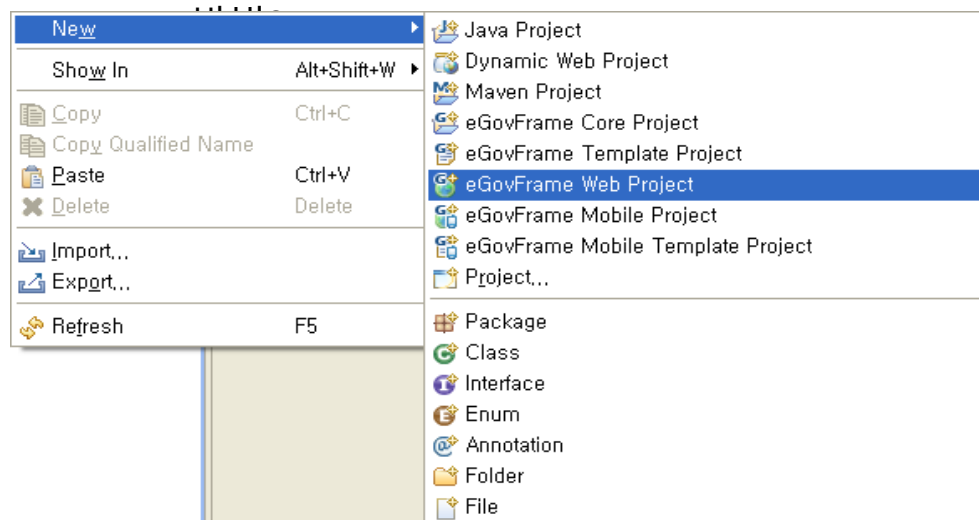 New
Show In Alt+Shift+W
Copy Ctrl+C
Copy Qualified Name
Paste Ctrl+V
Delete Delete
Import...
Export...
Refresh F5
Java Project
Dynamic Web Project
Maven Project
eGovFrame Core Project
eGovFrame Template Project
eGovFrame Web Project
eGovFrame Mobile Project
eGovFrame Mobile Template Project
Project...
Package
Class
Interface
Enum
Annotation
Folder
File